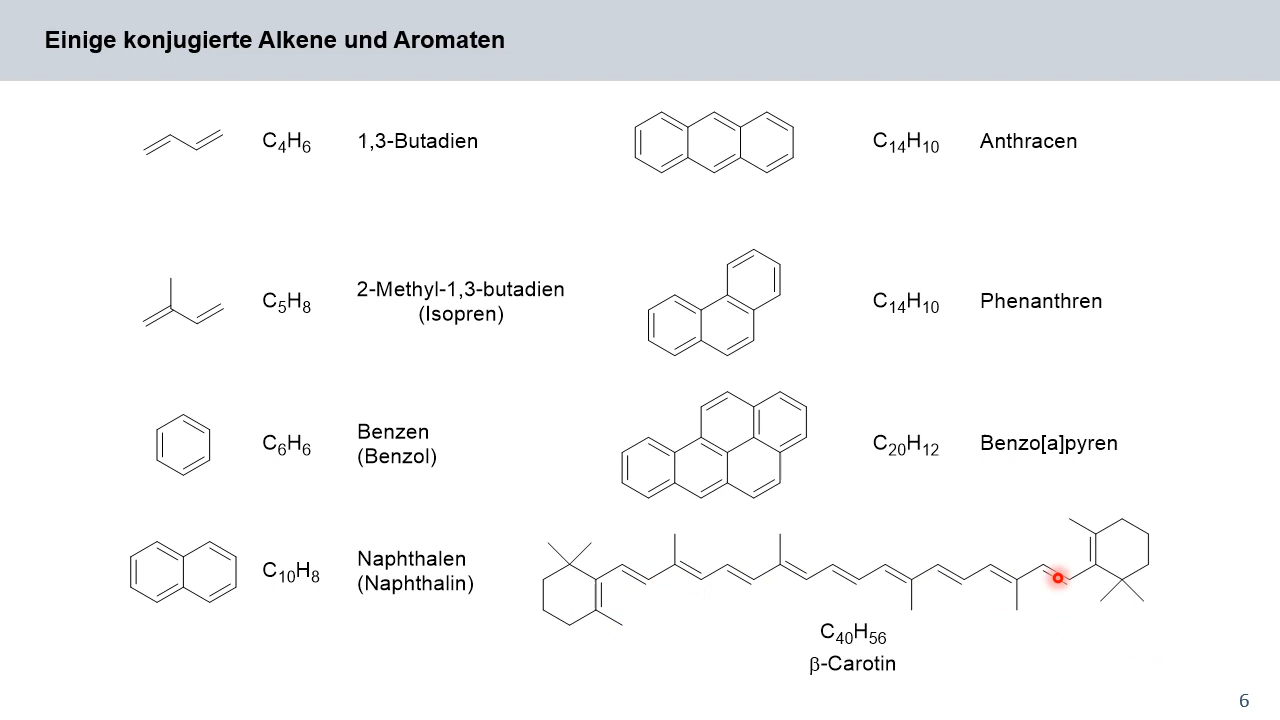 Einige konjugierte Alkene und Aromaten
C4H6 1,3-Butadien
C14H10 Anthracen
C5H8 2-Methyl-1,3-butadien
(Isopren)
C14H10 Phenanthren
C6H6 Benzen
(Benzol)
C20H12 Benzo[a]pyren
C10H8 Naphthalen
(Naphthalin)
C40H56
β-Carotin
6